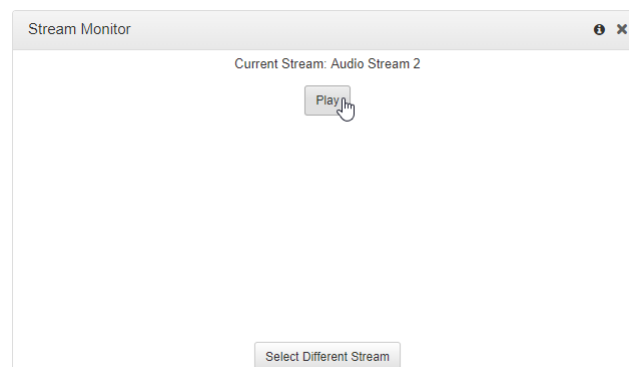 Stream Monitor
Current Stream: Audio Stream 2
Play
Select Different Stream